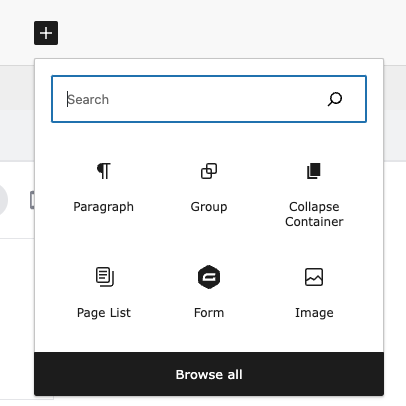 Search
Paragraph
Group
Collapse
Container
Page List
Form
Image
Browse all